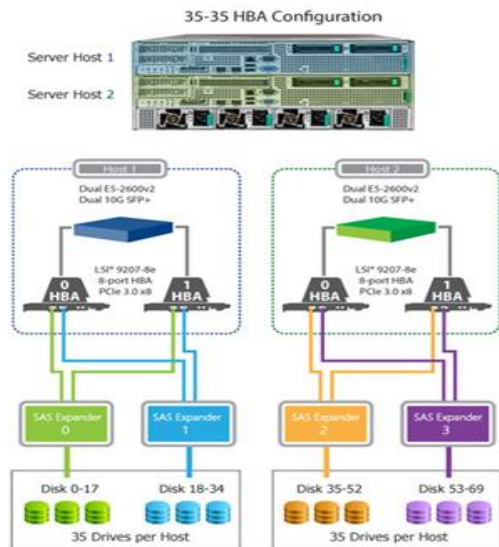 35-35 HBA Configuration
Server Host 1
Server Host 2
Host 1
Dual E5-2600v2
Dual 10G SFP+
0
HBA
LSI® 9207-8e
8-port HBA
PCIe 3.0 x8
1
HBA
SAS Expander
0
SAS Expander
1
Disk 0-17
Disk 18-34
35 Drives per Host
Host 2
Dual E5-2600v2
Dual 10G SFP+
0
HBA
LSI® 9207-8e
8-port HBA
PCIe 3.0 x8
1
HBA
SAS Expander
2
SAS Expander
3
Disk 35-52
Disk 53-69
35 Drives per Host